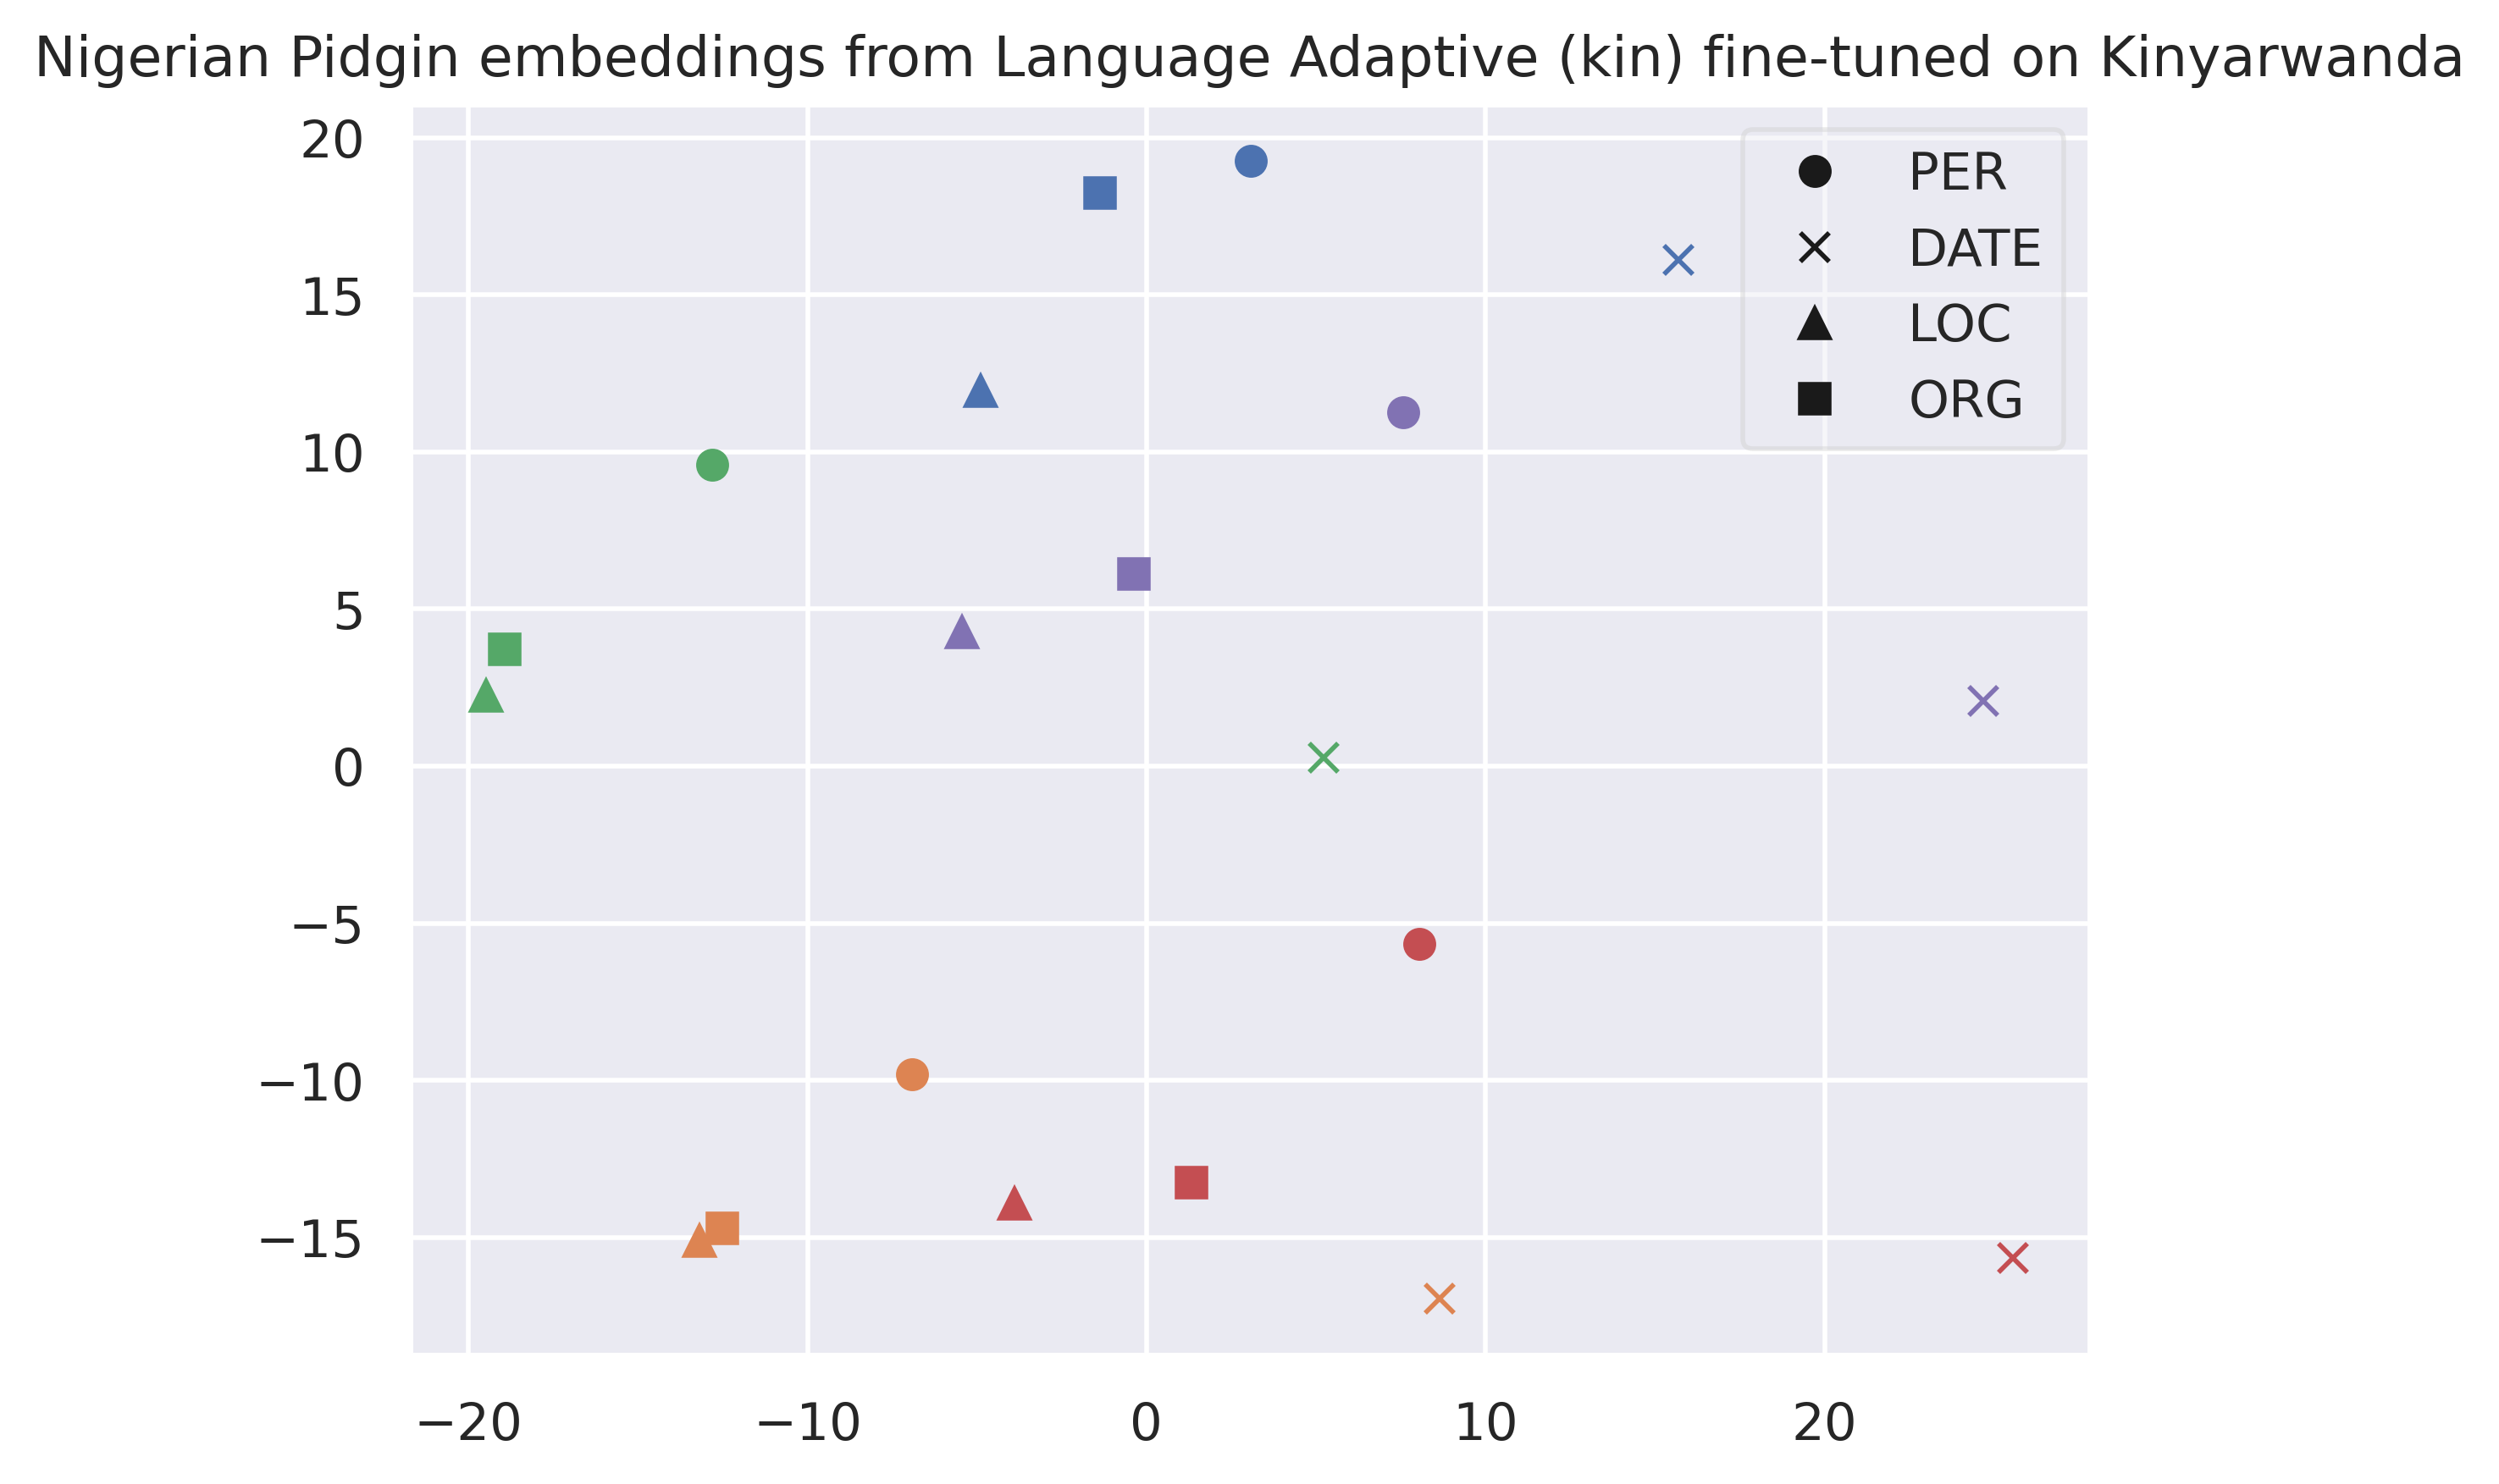 Nigerian Pidgin embeddings from Language Adaptive (kin) fine-tuned on Kinyarwanda
20
15
10
5
0
−5
−10
−15
−20
−10
0
10
20
PER
DATE
LOC
ORG